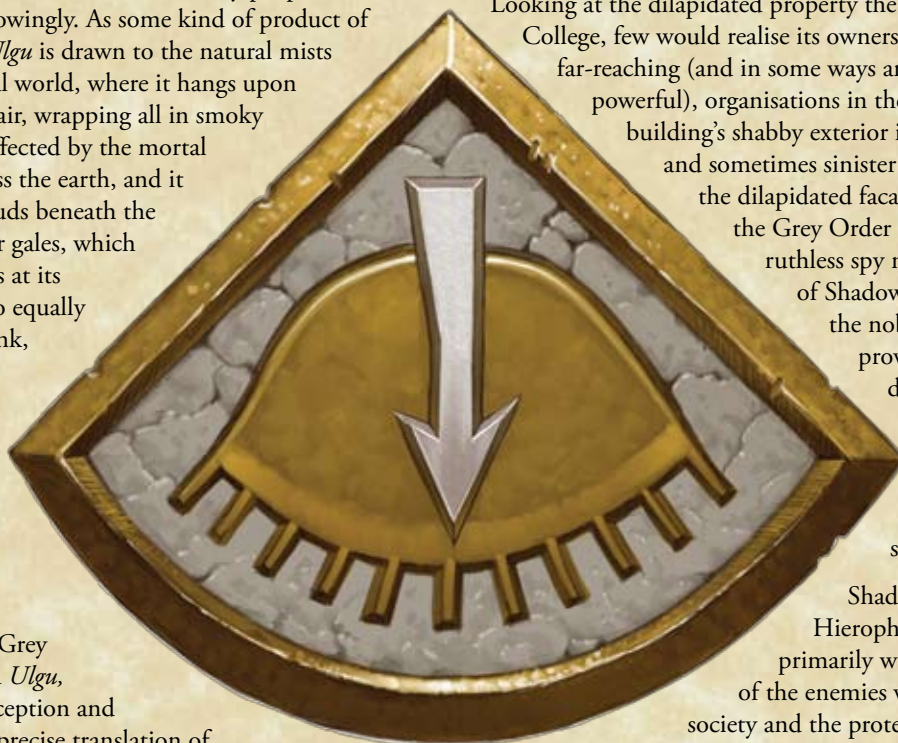 owingly. As some kind of product of
Ulgu is drawn to the natural mists
l world, where it hangs upon
air, wrapping all in smoky
ffected by the mortal
ss the earth, and it
uds beneath the
r gales, which
s at its
o equally
nk,
Grey
Ulgu,
ception and
precise translation of
Looking at the dilapidated property the
College, few would realise its owners
far-reaching (and in some ways ar
powerful), organisations in the
building's shabby exterior i
and sometimes sinister
the dilapidated faca
the Grey Order
ruthless spy n
of Shadow
the nob
prov
d
s
Shad
Hieroph
primarily w
of the enemies v
society and the prote